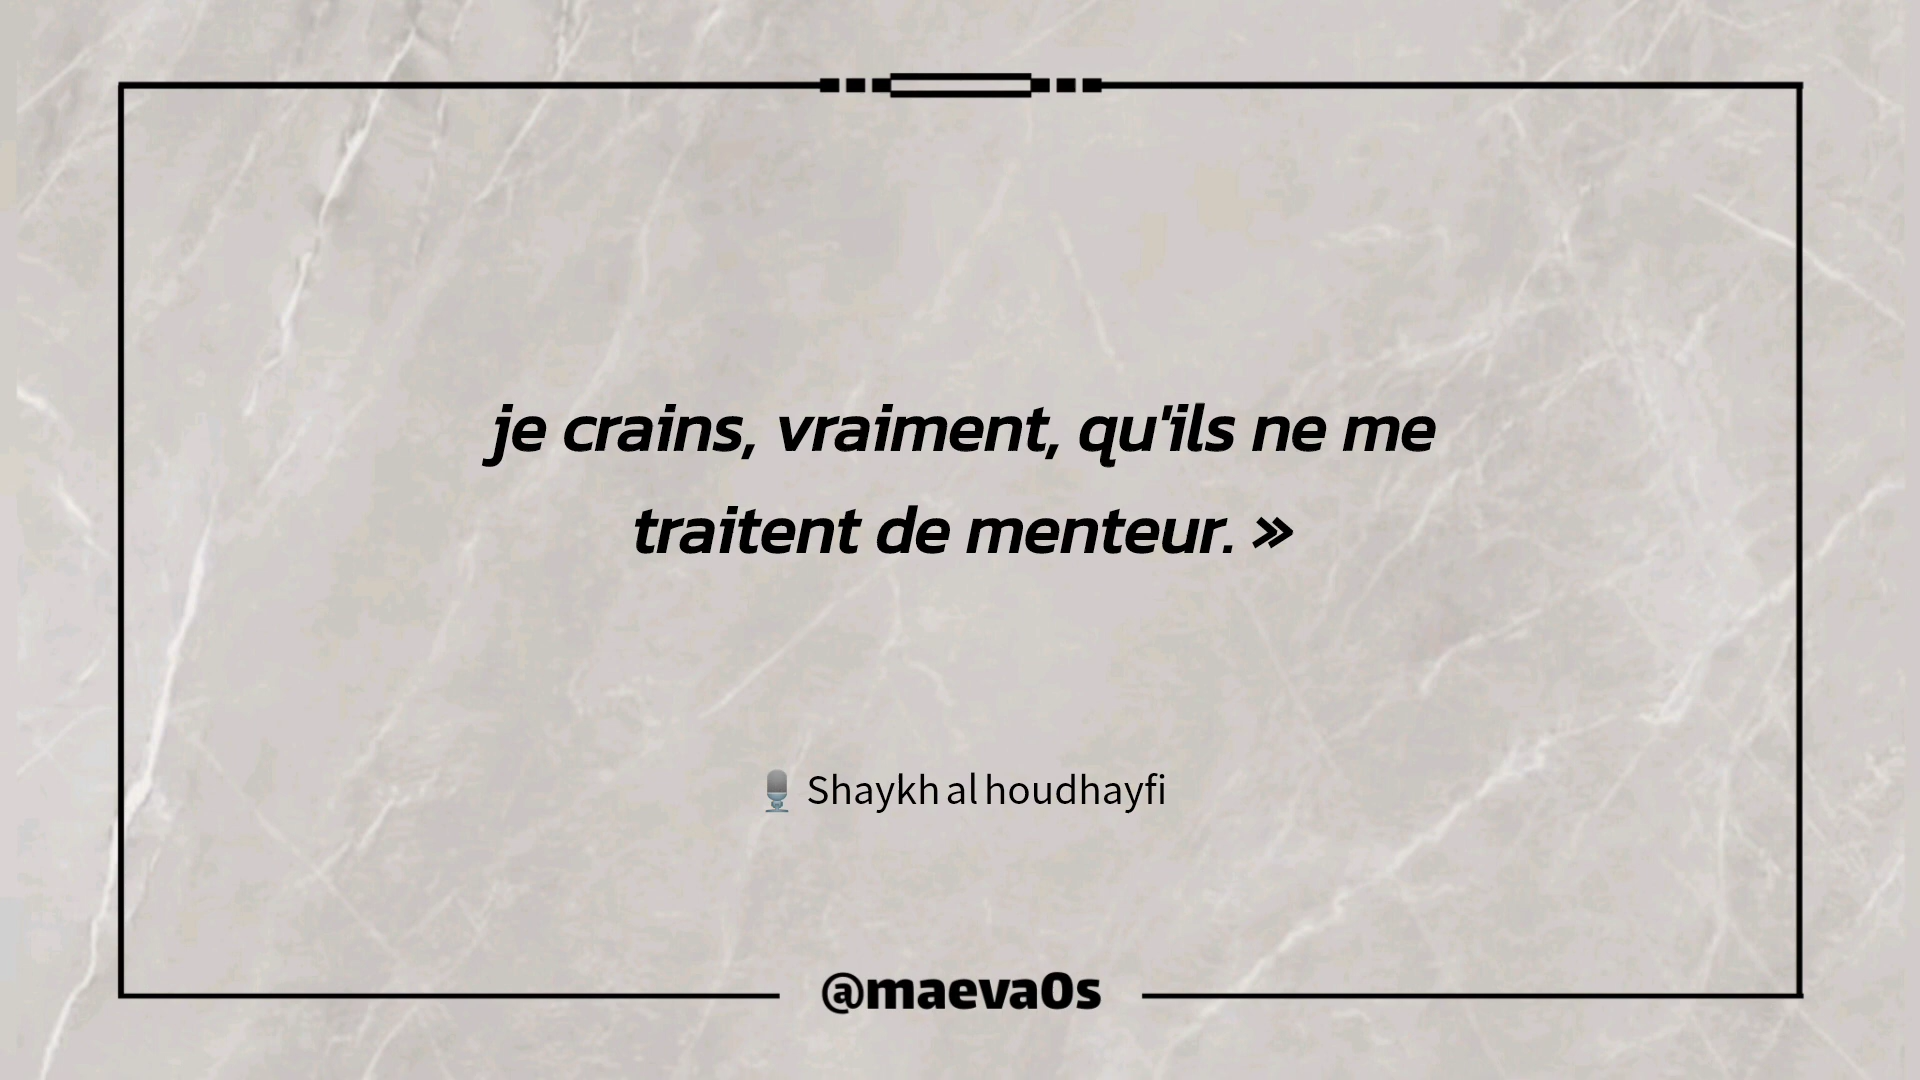 je crains, vraiment, qu'ils ne me
traitent de menteur. »
🎙️ Shaykh al houdhayfi
@maeva0s